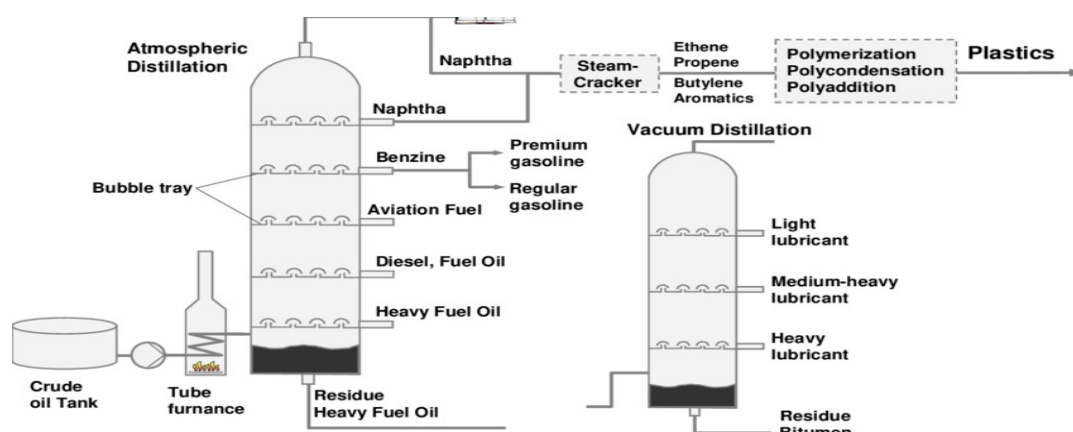 Atmospheric
Distillation
Naphtha
Steam-
Cracker
Ethene
Propene
Butylene
Aromatics
Polymerization
Polycondensation
Polyaddition
Plastics
Naphtha
Vacuum Distillation
Benzine
Premium
gasoline
Regular
gasoline
Bubble tray
Aviation Fuel
Light
lubricant
Diesel, Fuel Oil
Medium-heavy
lubricant
Heavy Fuel Oil
Heavy
lubricant
Crude
oil Tank
Tube
furnance
Residue
Heavy Fuel Oil
Residue
Bitumen